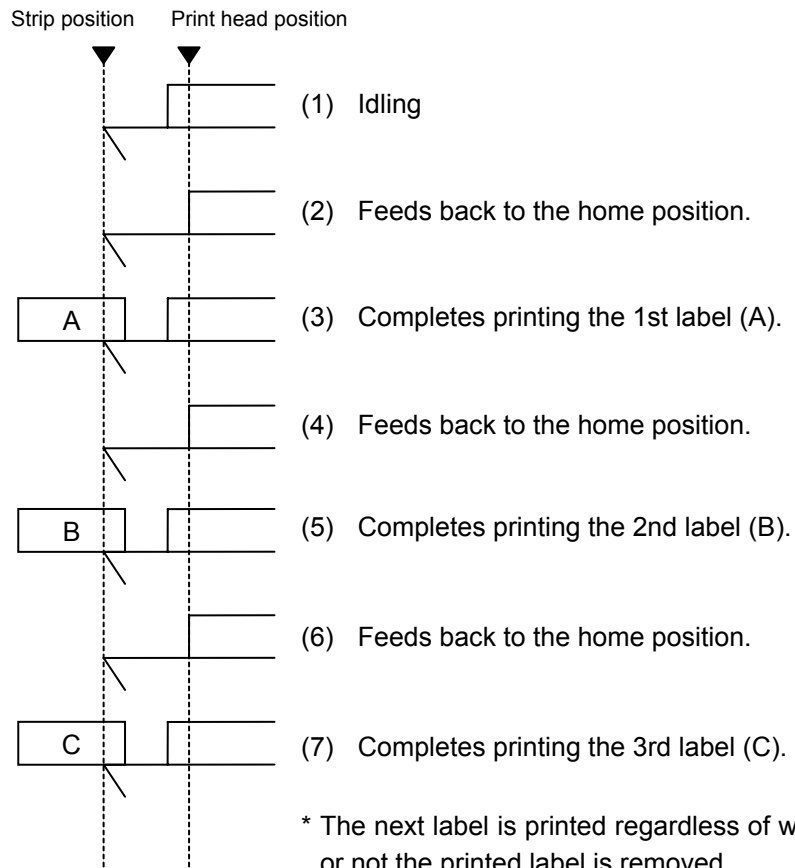 Strip position Print head position
(1) Idling
(2) Feeds back to the home position.
A (3) Completes printing the 1st label (A).
(4) Feeds back to the home position.
B (5) Completes printing the 2nd label (B).
(6) Feeds back to the home position.
C (7) Completes printing the 3rd label (C).
* The next label is printed regardless of w
or not the printed label is removed